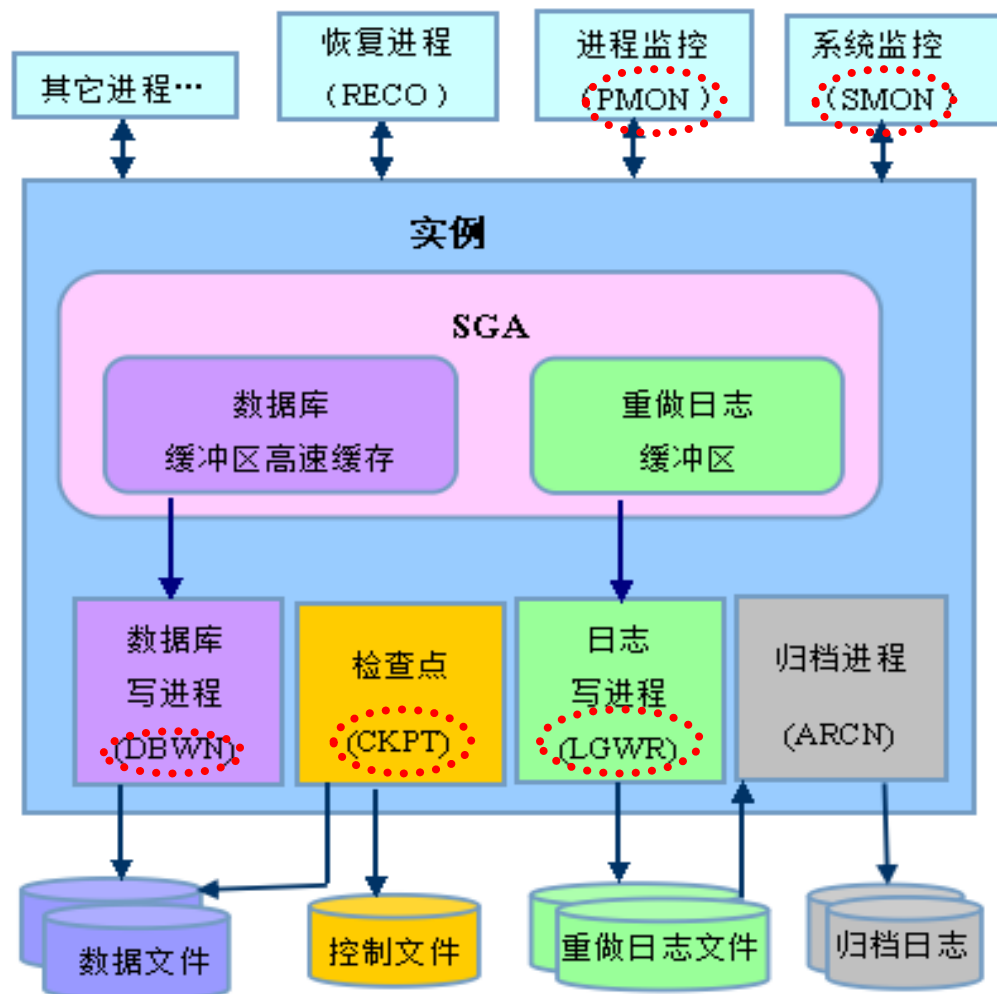 其它进程…
恢复进程
（RECO）
进程监控
（PMON）
系统监控
（SMON）
实例
SGA
数据库
缓冲区高速缓存
重做日志
缓冲区
数据库
写进程
(DBWN)
检查点
(CKPT)
日志
写进程
(LGWR)
归档进程
(ARCN)
数据文件
控制文件
重做日志文件
归档日志